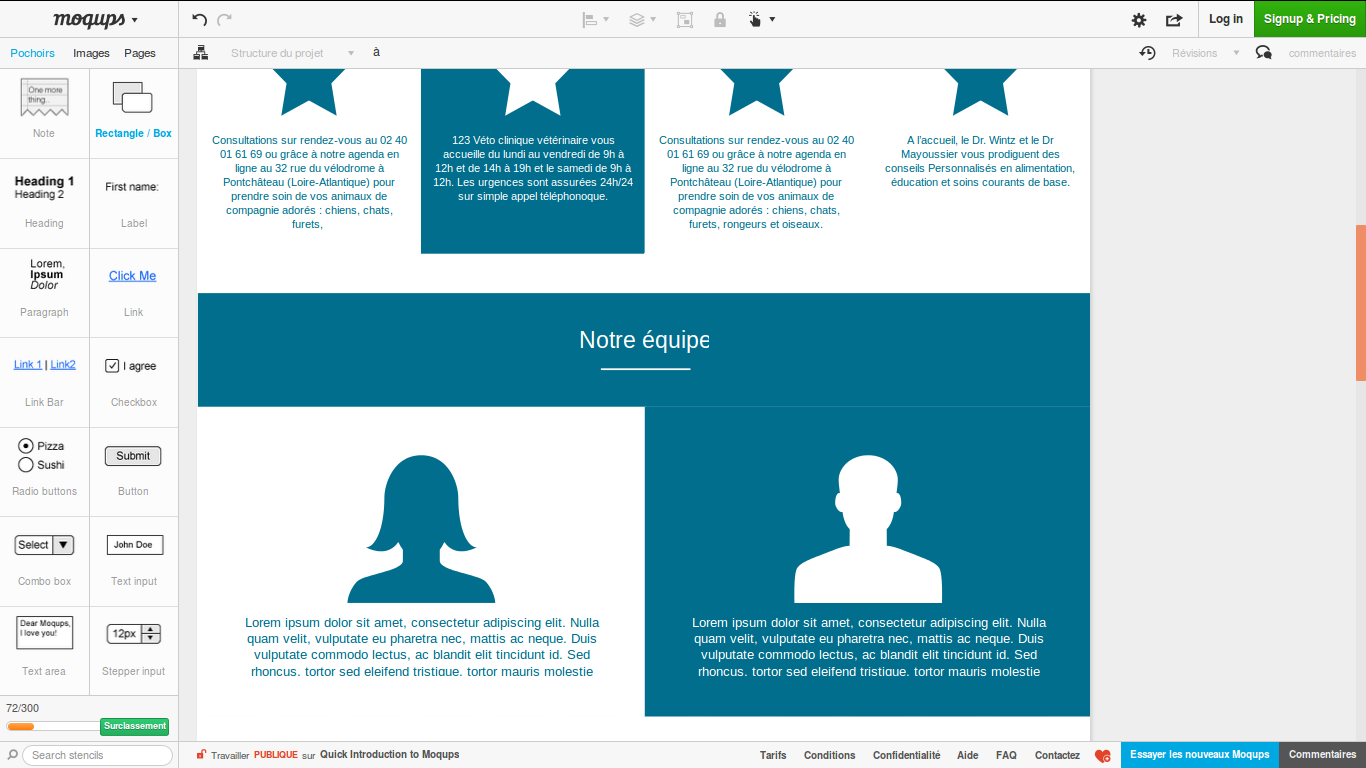 moqups
Log in
Signup & Pricing
Pochoirs
Images
Pages
Structure du projet
à
Révisions
commentaires
One more
thing..
Note
Rectangle / Box
Heading 1
Heading 2
Heading
First name:
Label
Lorem,
Ipsum
Dolor
Paragraph
Click Me
Link
Link 1 | Link2
Link Bar
I agree
Checkbox
Pizza
Sushi
Radio buttons
Submit
Button
Select
Combo box
John Doe
Text input
Dear Moqups,
I love you!
Text area
12px
Stepper input
72/300
Surclassement
Search stencils
Consultations sur rendez-vous au 02 40
01 61 69 ou grâce à notre agenda en
ligne au 32 rue du vélodrome à
Pontchâteau (Loire-Atlantique) pour
prendre soin de vos animaux de
compagnie adorés : chiens, chats,
furets,
123 Véto clinique vétérinaire vous
accueille du lundi au vendredi de 9h à
12h et de 14h à 19h et le samedi de 9h à
12h. Les urgences sont assurées 24h/24
sur simple appel téléphonoque.
Consultations sur rendez-vous au 02 40
01 61 69 ou grâce à notre agenda en
ligne au 32 rue du vélodrome à
Pontchâteau (Loire-Atlantique) pour
prendre soin de vos animaux de
compagnie adorés : chiens, chats,
furets, rongeurs et oiseaux.
A l'accueil, le Dr. Wintz et le Dr
Mayoussier vous prodiguent des
conseils Personnalisés en alimentation,
éducation et soins courants de base.
Notre équipe
Lorem ipsum dolor sit amet, consectetur adipiscing elit. Nulla
quam velit, vulputate eu pharetra nec, mattis ac neque. Duis
vulputate commodo lectus, ac blandit elit tincidunt id. Sed
rhoncus, tortor sed eleifend tristique, tortor mauris molestie
Lorem ipsum dolor sit amet, consectetur adipiscing elit. Nulla
quam velit, vulputate eu pharetra nec, mattis ac neque. Duis
vulputate commodo lectus, ac blandit elit tincidunt id. Sed
rhoncus, tortor sed eleifend tristique, tortor mauris molestie
Travailler PUBLIQUE sur Quick Introduction to Moqups
Tarifs
Conditions
Confidentialité
Aide
FAQ
Contactez
Essayer les nouveaux Moqups
Commentaires